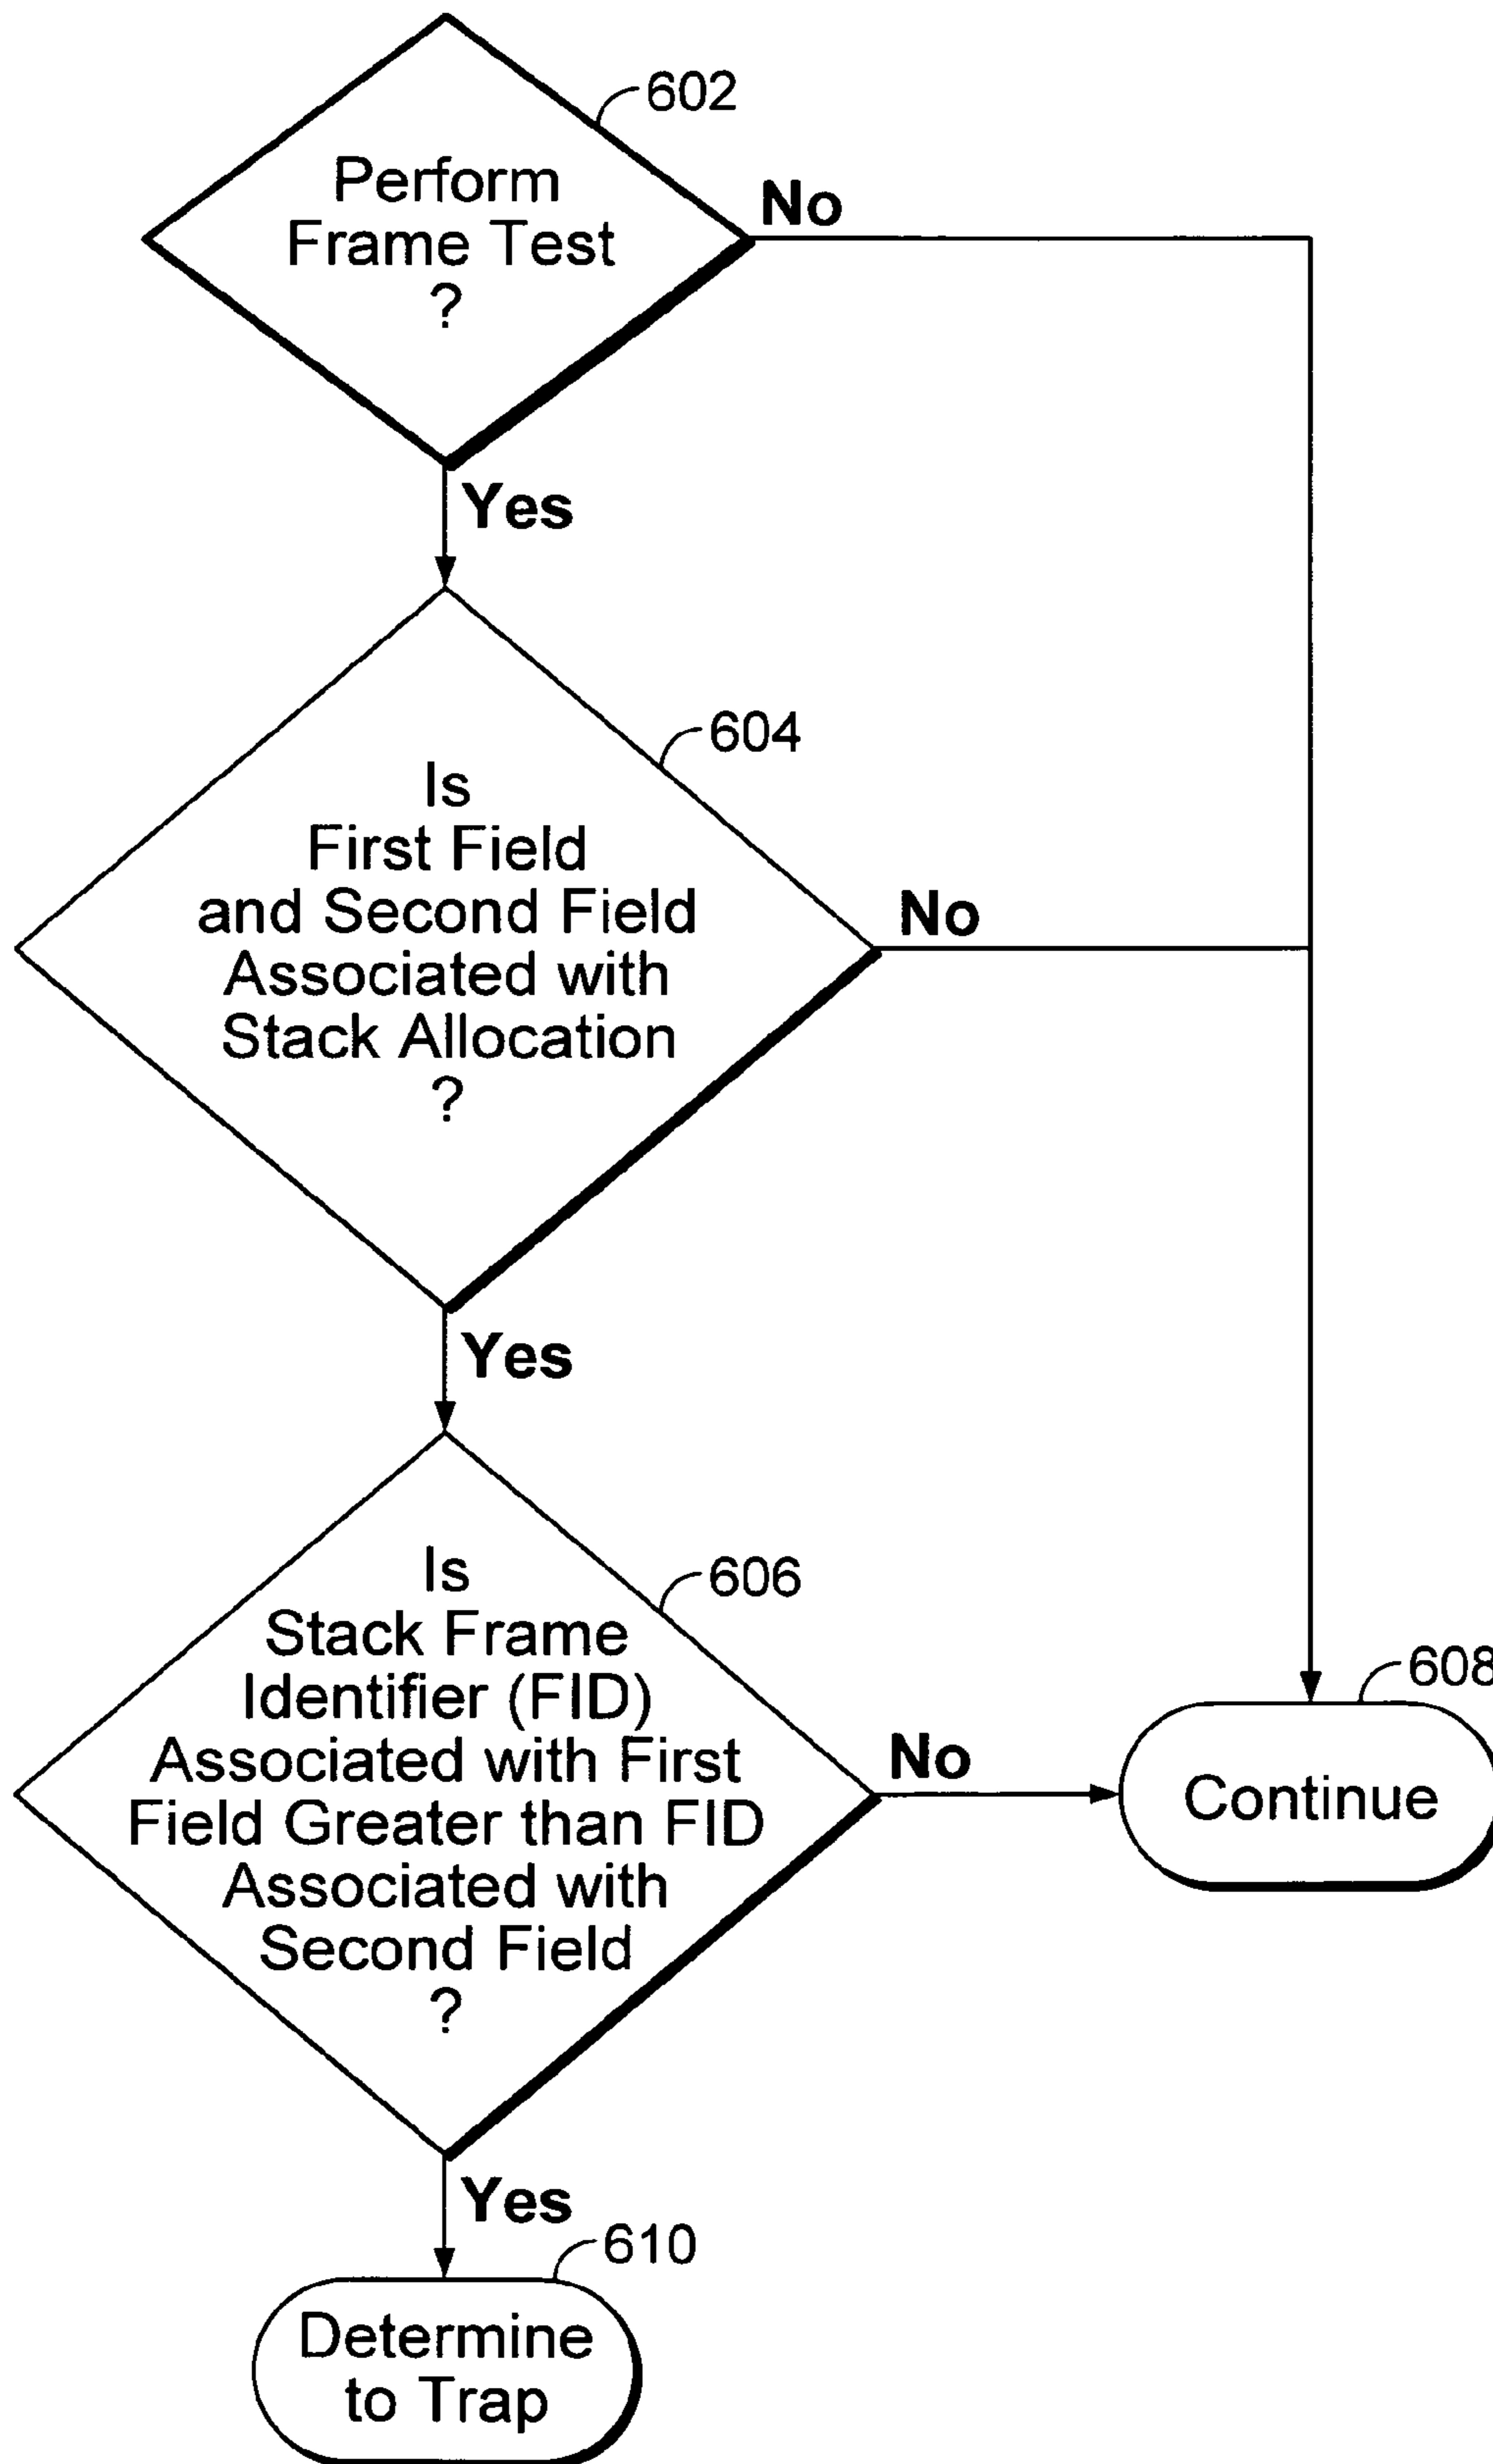 602
Perform
Frame Test
?
No
Yes
604
Is
First Field
and Second Field
Associated with
Stack Allocation
?
No
Yes
606
Is
Stack Frame
Identifier (FID)
Associated with First
Field Greater than FID
Associated with
Second Field
?
No
608
Continue
Yes
610
Determine
to Trap